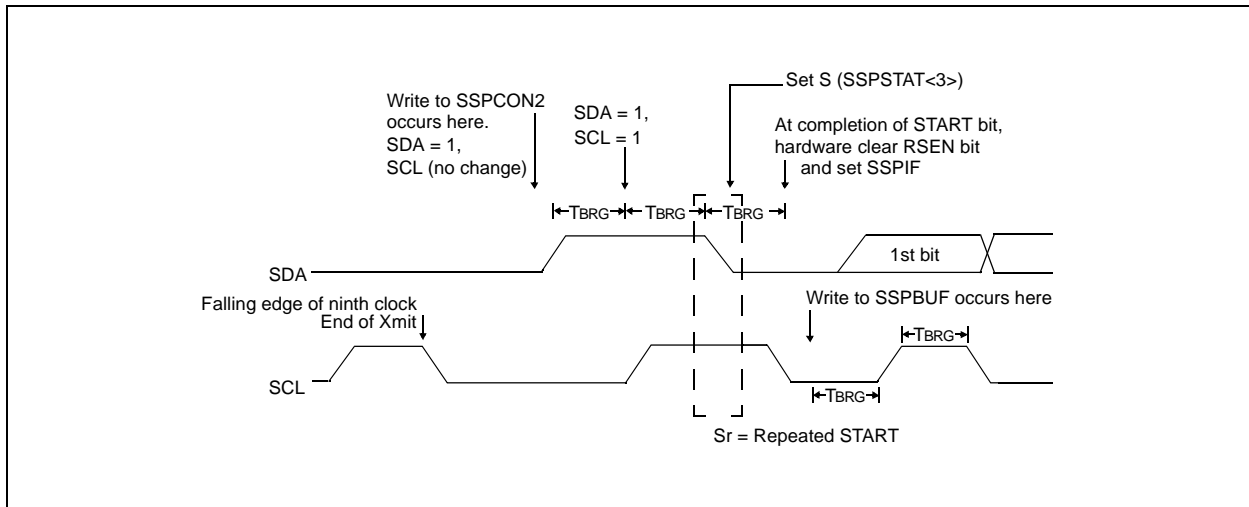 Set S (SSPSTAT<3>)
Write to SSPCON2
occurs here.
SDA = 1,
SCL (no change)
SDA = 1,
SCL = 1
At completion of START bit,
hardware clear RSEN bit
and set SSPIF
TBRG
TBRG
TBRG
SDA
1st bit
Falling edge of ninth clock
End of Xmit
Write to SSPBUF occurs here
TBRG
SCL
TBRG
Sr = Repeated START